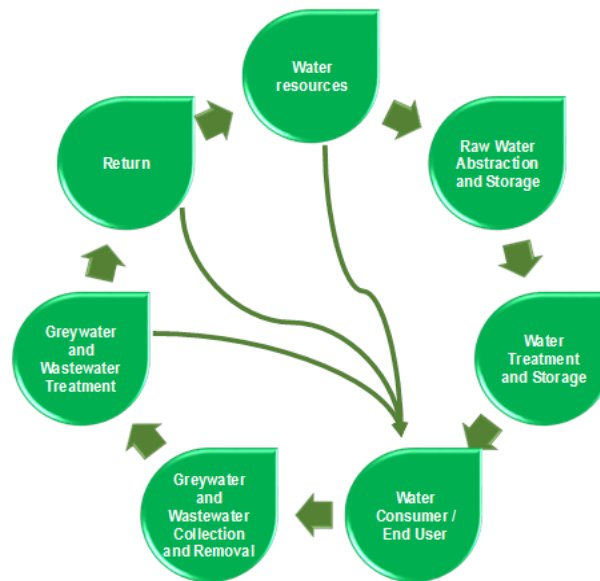 Water
resources
Raw Water
Abstraction
and Storage
Water
Treatment
and Storage
Water
Consumer /
End User
Greywater
and
Wastewater
Collection
and Removal
Greywater
and
Wastewater
Treatment
Return